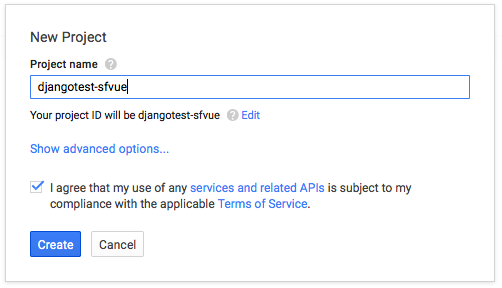 New Project
Project name ?
djangotest-sfvue
Your project ID will be djangotest-sfvue ? Edit
Show advanced options...
I agree that my use of any services and related APIs is subject to my
compliance with the applicable Terms of Service.
Create Cancel